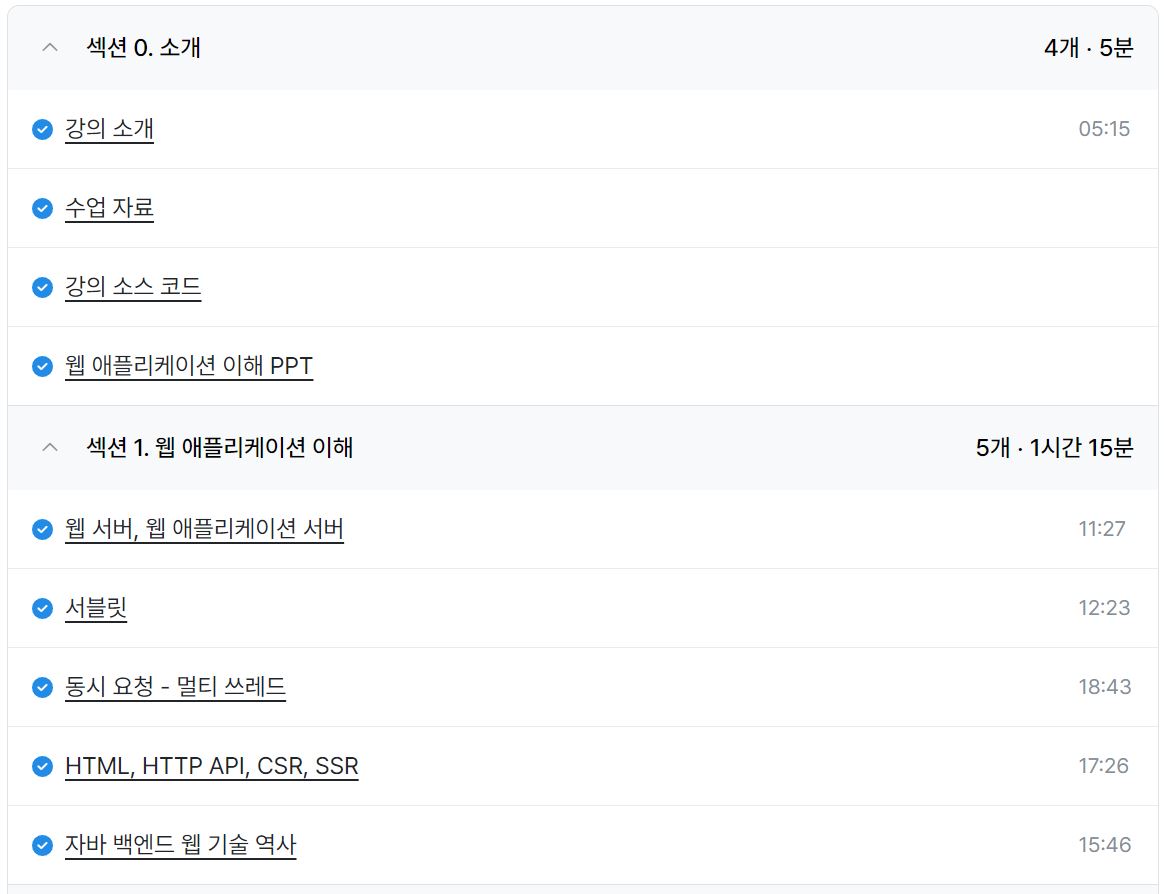 섹션 0. 소개 4개 · 5분
강의 소개 05:15
수업 자료
강의 소스 코드
웹 애플리케이션 이해 PPT
섹션 1. 웹 애플리케이션 이해 5개 · 1시간 15분
웹 서버, 웹 애플리케이션 서버 11:27
서블릿 12:23
동시 요청 - 멀티 쓰레드 18:43
HTML, HTTP API, CSR, SSR 17:26
자바 백엔드 웹 기술 역사 15:46